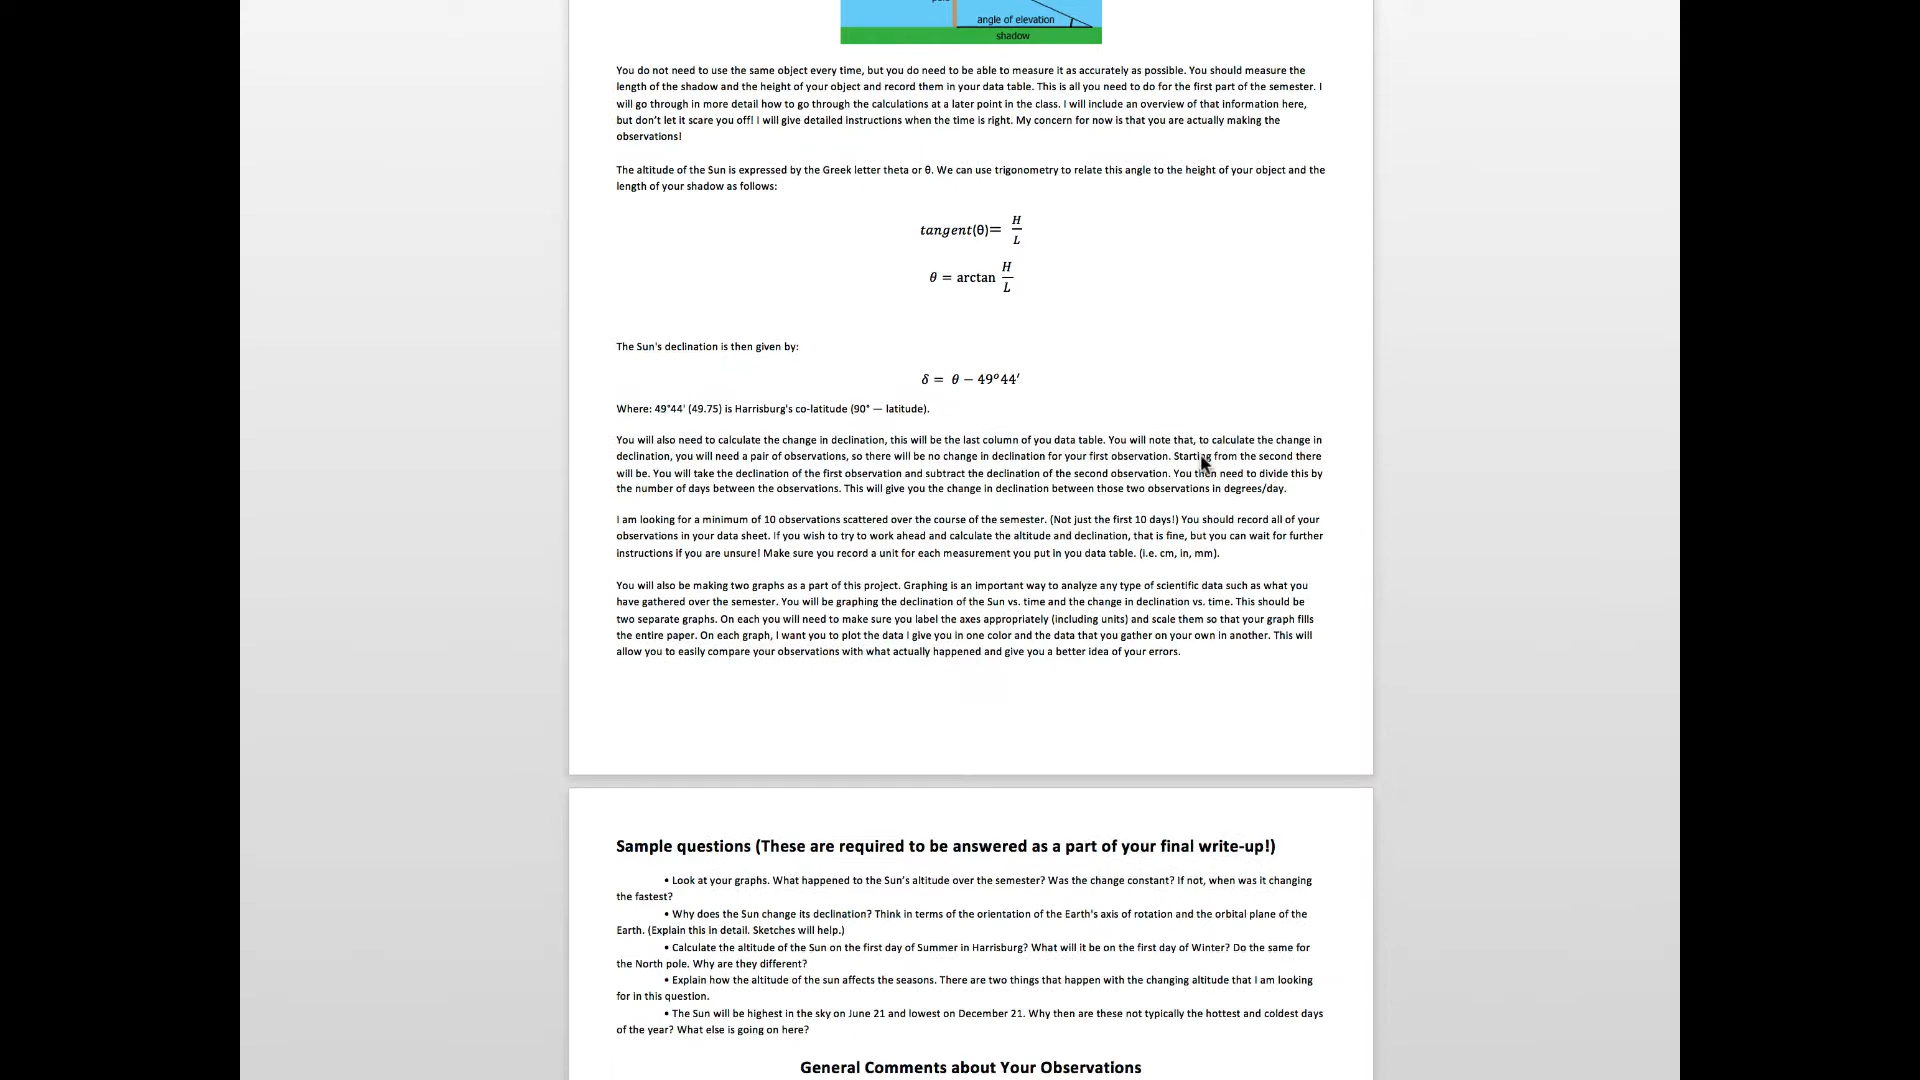 angle of elevation
shadow
You do not need to use the same object every time, but you do need to be able to measure it as accurately as possible. You should measure the
length of the shadow and the height of your object and record them in your data table. This is all you need to do for the first part of the semester. I
will go through in more detail how to go through the calculations at a later point in the class. I will include an overview of that information here,
but don't let it scare you off! I will give detailed instructions when the time is right. My concern for now is that you are actually making the
observations!
The altitude of the Sun is expressed by the Greek letter theta or θ. We can use trigonometry to relate this angle to the height of your object and the
length of your shadow as follows:
tangent(θ)= H/L
θ = arctan H/L
The Sun's declination is then given by:
δ = θ − 49°44′
Where: 49°44' (49.75) is Harrisburg's co-latitude (90° — latitude).
You will also need to calculate the change in declination, this will be the last column of you data table. You will note that, to calculate the change in
declination, you will need a pair of observations, so there will be no change in declination for your first observation. Starting from the second there
will be. You will take the declination of the first observation and subtract the declination of the second observation. You then need to divide this by
the number of days between the observations. This will give you the change in declination between those two observations in degrees/day.
I am looking for a minimum of 10 observations scattered over the course of the semester. (Not just the first 10 days!) You should record all of your
observations in your data sheet. If you wish to try to work ahead and calculate the altitude and declination, that is fine, but you can wait for further
instructions if you are unsure! Make sure you record a unit for each measurement you put in you data table. (i.e. cm, in, mm).
You will also be making two graphs as a part of this project. Graphing is an important way to analyze any type of scientific data such as what you
have gathered over the semester. You will be graphing the declination of the Sun vs. time and the change in declination vs. time. This should be
two separate graphs. On each you will need to make sure you label the axes appropriately (including units) and scale them so that your graph fills
the entire paper. On each graph, I want you to plot the data I give you in one color and the data that you gather on your own in another. This will
allow you to easily compare your observations with what actually happened and give you a better idea of your errors.
Sample questions (These are required to be answered as a part of your final write-up!)
• Look at your graphs. What happened to the Sun's altitude over the semester? Was the change constant? If not, when was it changing
the fastest?
• Why does the Sun change its declination? Think in terms of the orientation of the Earth's axis of rotation and the orbital plane of the
Earth. (Explain this in detail. Sketches will help.)
• Calculate the altitude of the Sun on the first day of Summer in Harrisburg? What will it be on the first day of Winter? Do the same for
the North pole. Why are they different?
• Explain how the altitude of the sun affects the seasons. There are two things that happen with the changing altitude that I am looking
for in this question.
• The Sun will be highest in the sky on June 21 and lowest on December 21. Why then are these not typically the hottest and coldest days
of the year? What else is going on here?
General Comments about Your Observations